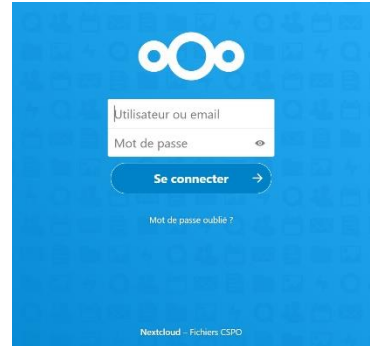 Utilisateur ou email
Mot de passe
Se connecter
Mot de passe oublié ?
Nextcloud – Fichiers CSPO